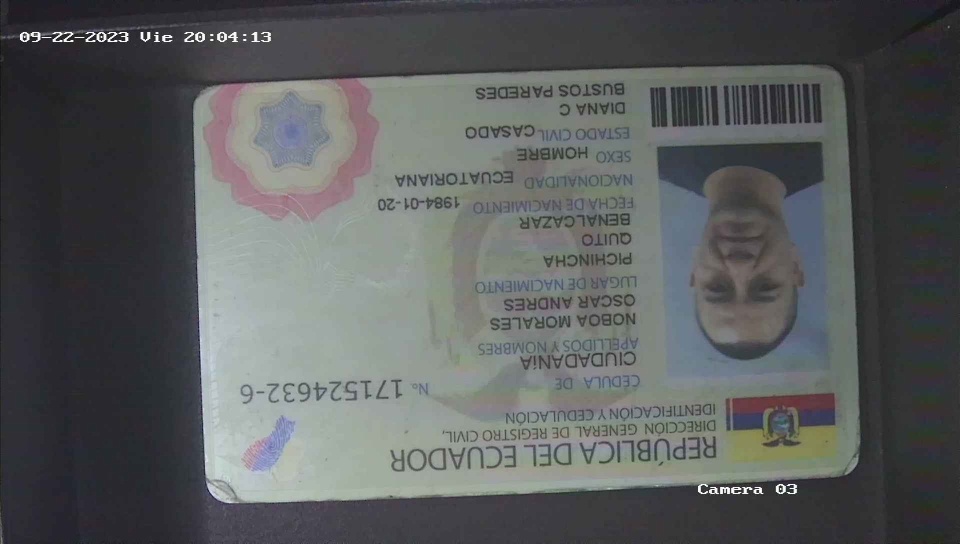 09-22-2023 Vie 20:04:13
REPÚBLICA DEL ECUADOR
DIRECCIÓN GENERAL DE REGISTRO CIVIL,
IDENTIFICACIÓN Y CEDULACIÓN
CÉDULA DE
CIUDADANíA
No 171524632-6
APELLIDOS Y NOMBRES
NOBOA MORALES
OSCAR ANDRES
LUGAR DE NACIMIENTO
PICHINCHA
QUITO
BENALCAZAR
FECHA DE NACIMIENTO 1984-01-20
NACIONALIDAD ECUATORIANA
SEXO HOMBRE
ESTADO CIVIL CASADO
DIANA C
BUSTOS PAREDES
Camera 03